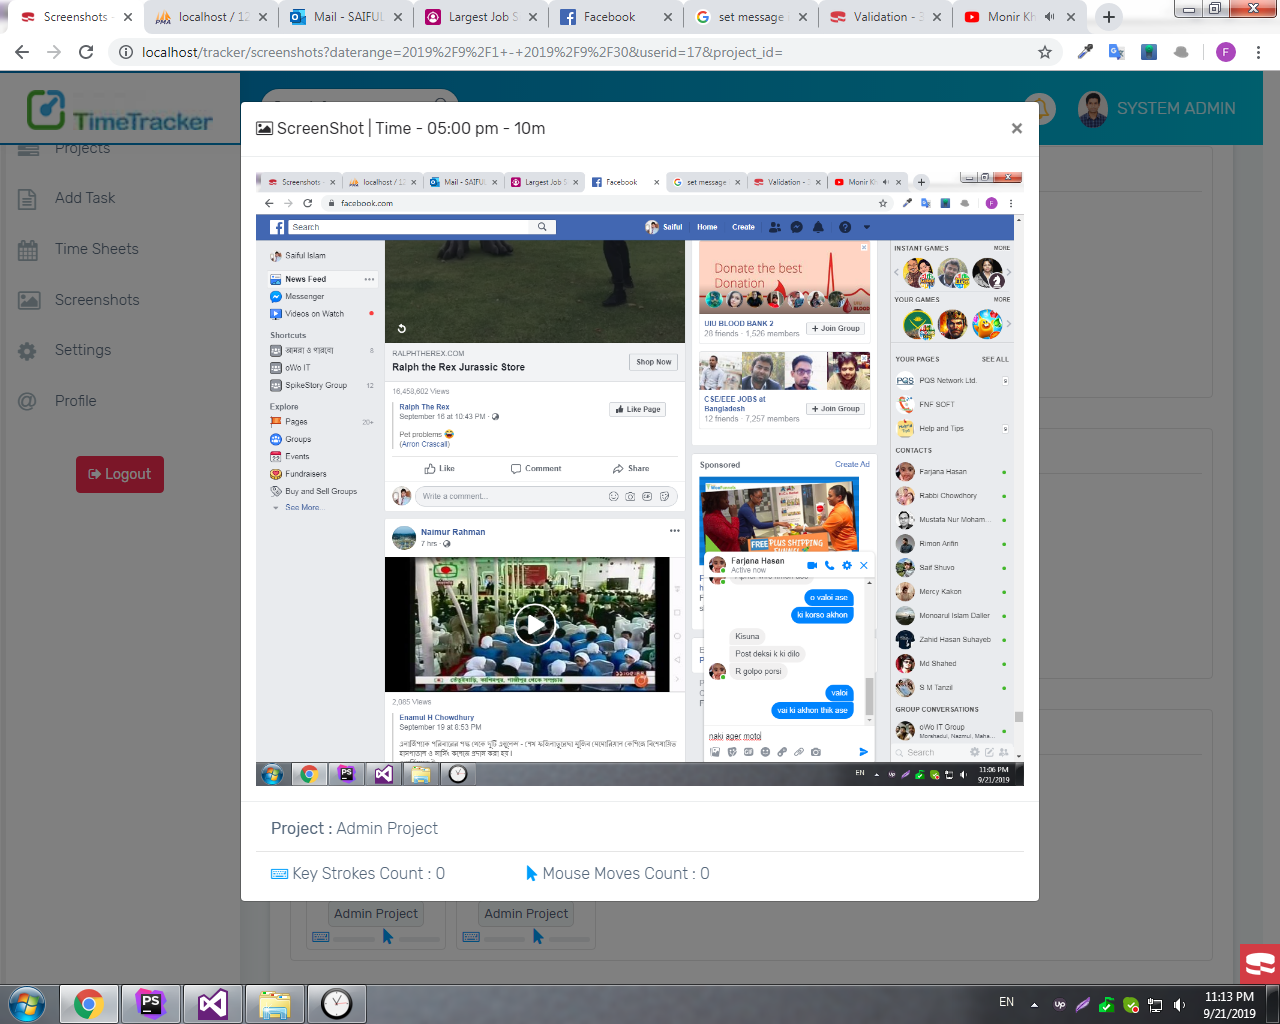 Screenshots -
localhost / 12
Mail - SAIFUL
Largest Job S
Facebook
set message
Validation - 3
Monir Kh
localhost/tracker/screenshots?daterange=2019%2F9%2F1+-+2019%2F9%2F30&userid=17&project_id=
F
TimeTracker
SYSTEM ADMIN
Projects
Add Task
Time Sheets
Screenshots
Settings
Profile
Logout
ScreenShot | Time - 05:00 pm - 10m
×
Screenshots
localhost / 12
Mail - SAIFUL
Largest Job S
Facebook
set message
Validation - 3
Monir Kh
facebook.com
Search
Saiful
Home
Create
Saiful Islam
News Feed
Messenger
Videos on Watch
Shortcuts
আমরা ও পারবো 8
oWo IT
SpikeStory Group 12
Explore
Pages 20+
Groups
Events
Fundraisers
Buy and Sell Groups
See More...
RALPHTHEREX.COM
Ralph the Rex Jurassic Store
Shop Now
16,458,602 Views
Ralph The Rex
September 16 at 10:43 PM ·
Like Page
Pet problems
(Arron Crascall)
Like
Comment
Share
Write a comment...
Naimur Rahman
7 hrs ·
2,085 Views
Enamul H Chowdhury
September 19 at 8:53 PM
Donate the best
Donation
UIU BLOOD BANK 2
28 friends · 1,526 members
+ Join Group
CSE/EEE JOBS at
Bangladesh
12 friends · 7,257 members
+ Join Group
Sponsored
Create Ad
FREE PLUS SHIPPING
Farjana Hasan
Active now
o valoi ase
ki korso akhon
Kisuna
Post deksi k ki dilo
R golpo porsi
valoi
vai ki akhon thik ase
naki ager moto
INSTANT GAMES
MORE
YOUR GAMES
MORE
YOUR PAGES
SEE ALL
PQS Network Ltd.
FNF SOFT
Help and Tips
CONTACTS
Farjana Hasan
Rabbi Chowdhory
Mustafa Nur Moham...
Rimon Arifin
Saif Shuvo
Mercy Kakon
Monoarul Islam Daller
Zahid Hasan Suhayeb
Md Shahed
S M Tanzil
GROUP CONVERSATIONS
oWo IT Group
Morshadul, Nazmul, Maha...
Search
EN
11:06 PM
9/21/2019
Project : Admin Project
Key Strokes Count : 0
Mouse Moves Count : 0
Admin Project
Admin Project
EN
11:13 PM
9/21/2019